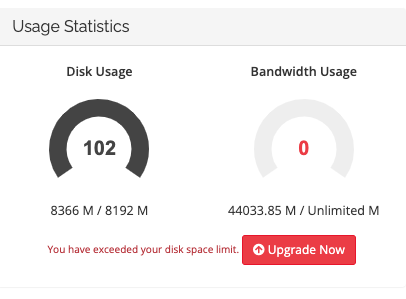 Usage Statistics
Disk Usage
Bandwidth Usage
102
0
8366 M / 8192 M
44033.85 M / Unlimited M
You have exceeded your disk space limit. Upgrade Now